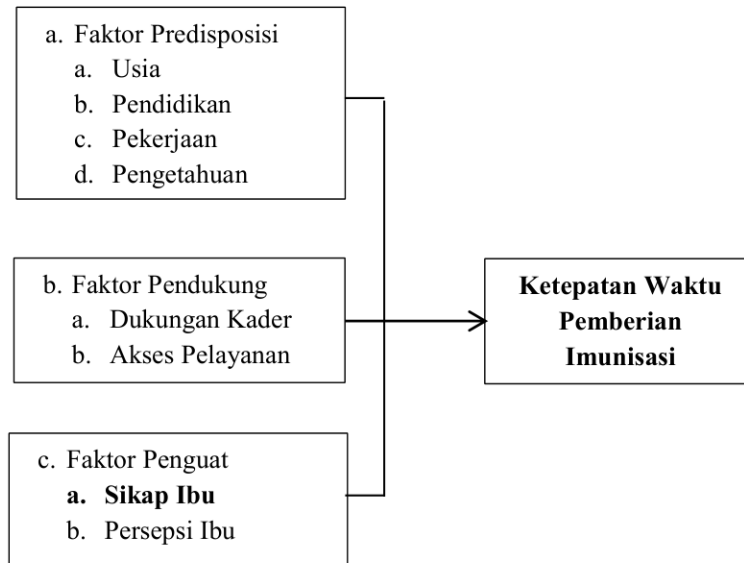 a. Faktor Predisposisi
a. Usia
b. Pendidikan
c. Pekerjaan
d. Pengetahuan
b. Faktor Pendukung
a. Dukungan Kader
b. Akses Pelayanan
Ketepatan Waktu
Pemberian
Imunisasi
c. Faktor Penguat
a. Sikap Ibu
b. Persepsi Ibu